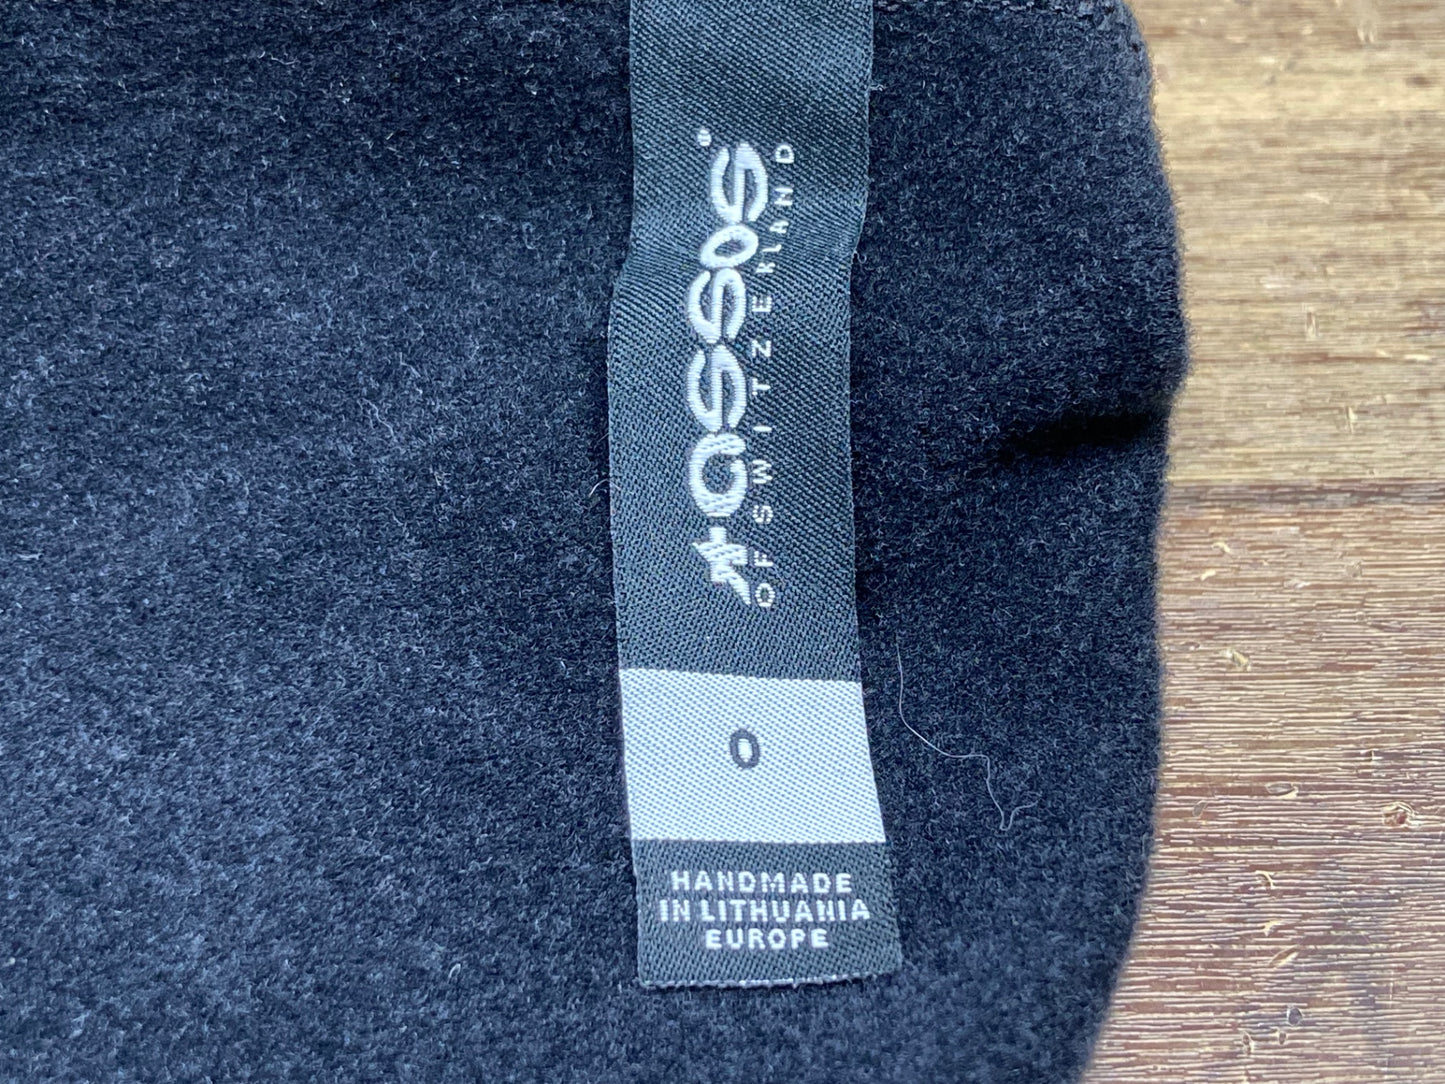 assos®
OF SWITZERLAND
0
HANDMADE
IN LITHUANIA
EUROPE